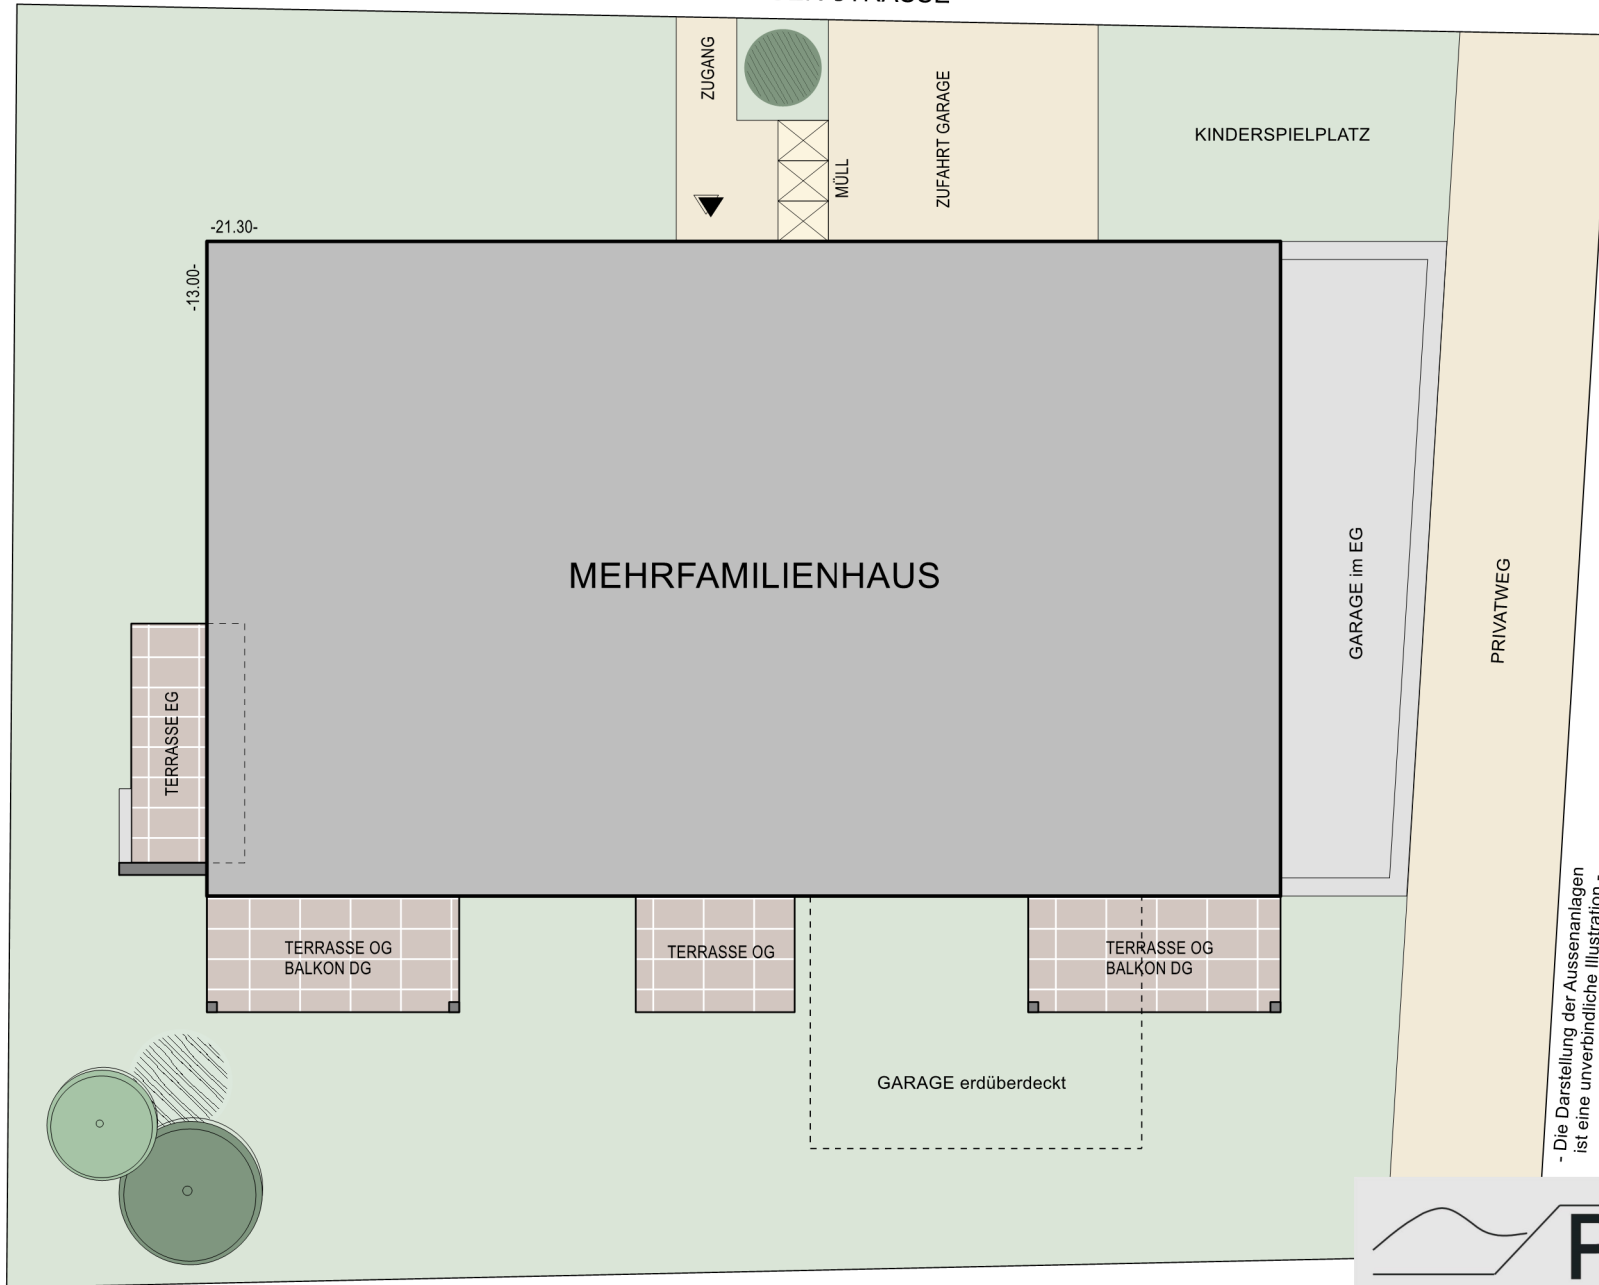 ZUGANG
MÜLL
ZUFAHRT GARAGE
KINDERSPIELPLATZ
-21.30-
-13.00-
MEHRFAMILIENHAUS
GARAGE im EG
PRIVATWEG
TERRASSE EG
TERRASSE OG
BALKON DG
TERRASSE OG
TERRASSE OG
BALKON DG
GARAGE erdüberdeckt
- Die Darstellung der Aussenanlagen
ist eine unverbindliche Illustration -